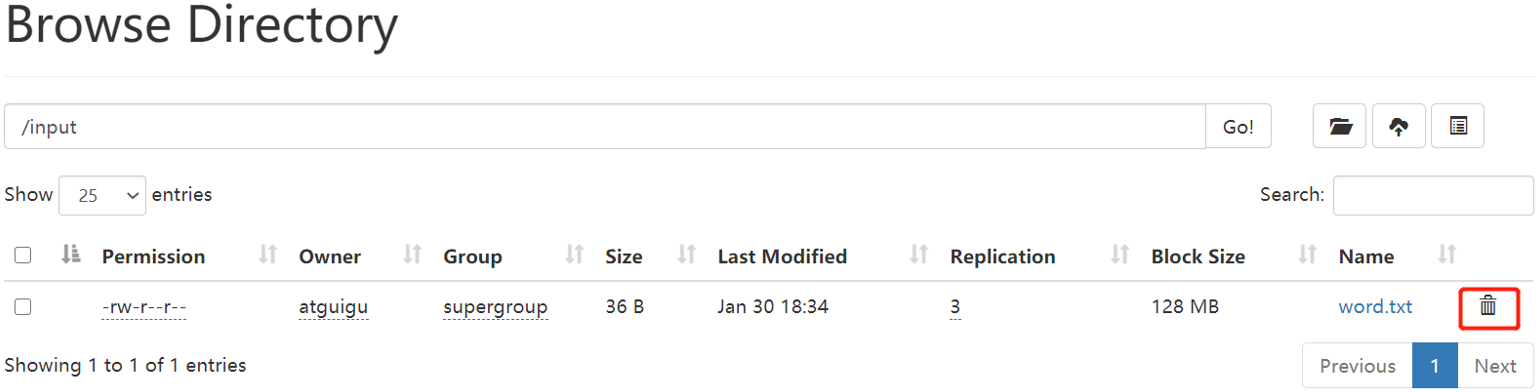 Browse Directory
/input Go!
Show 25 entries Search:
Permission Owner Group Size Last Modified Replication Block Size Name
-rw-r--r-- atguigu supergroup 36 B Jan 30 18:34 3 128 MB word.txt
Showing 1 to 1 of 1 entries Previous 1 Next